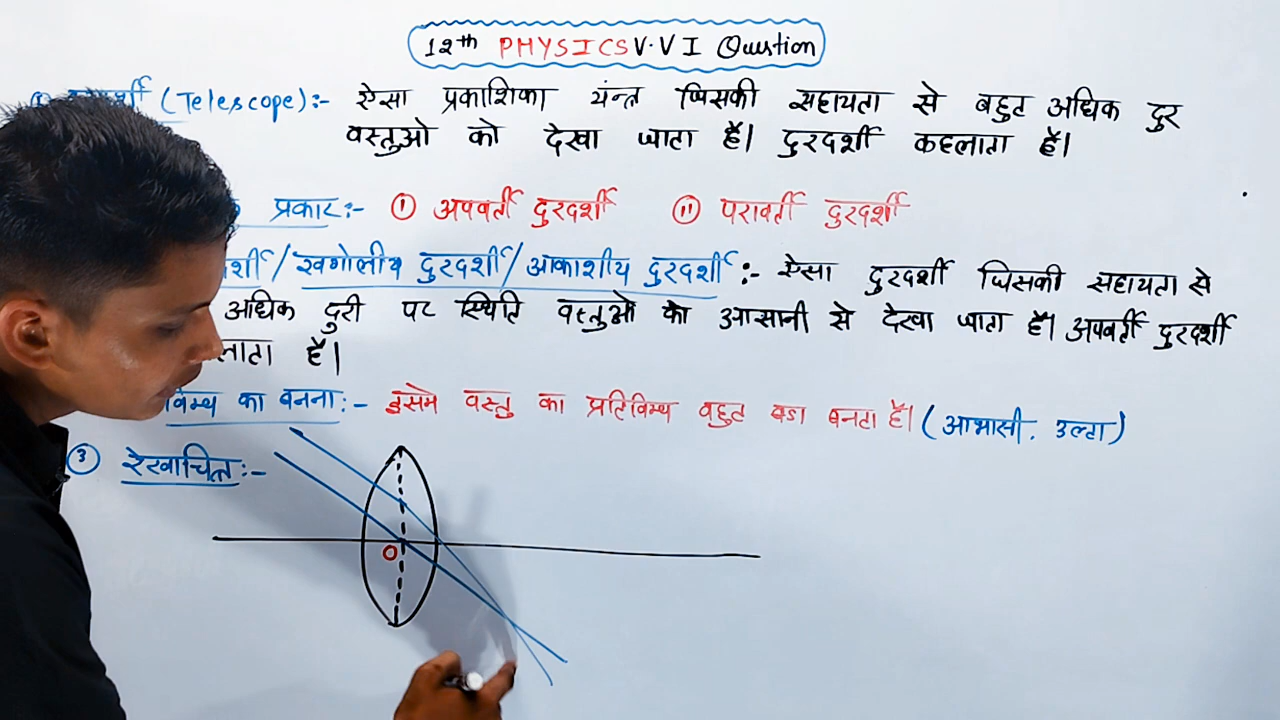 12th PHYSICS V.V I Question
(Telescope):- ऐसा प्रकाशिका यंन्त्र जिसकी सहायता से बहुत अधिक दुर
वस्तुओ को देखा जाता है। दुरदर्शी कहलाता है।
प्रकार:- (I) अपवर्ती दुरदर्शी (II) परावर्ती दुरदर्शी
/खगोलीय दुरदर्शी/आकाशीय दुरदर्शी:- ऐसा दुरदर्शी जिसकी सहायता से
अधिक दुरी पर स्थिति वस्तुओ को आसानी से देखा जाता है। अपवर्ती दुरदर्शी
है।
का बनना:- इसमे वस्तु का प्रतिविम्ब बहुत बडा बनता है। (आभासी. उल्टा)
(3) रेखाचित्र:-
O